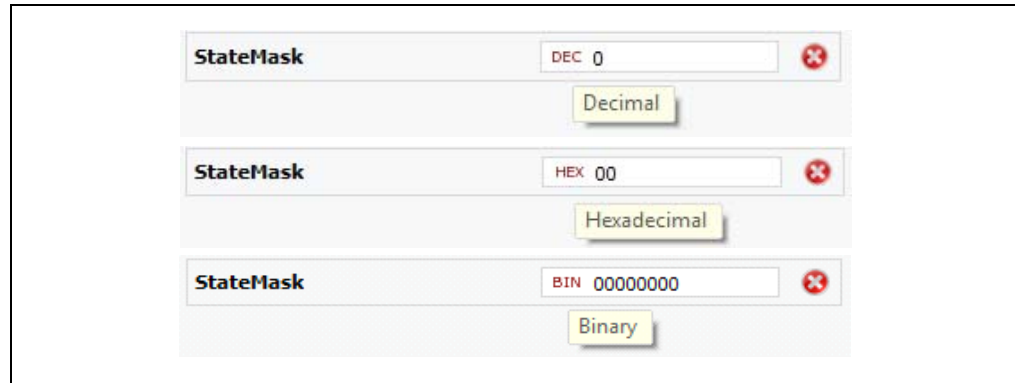 StateMask DEC 0
Decimal
StateMask HEX 00
Hexadecimal
StateMask BIN 00000000
Binary